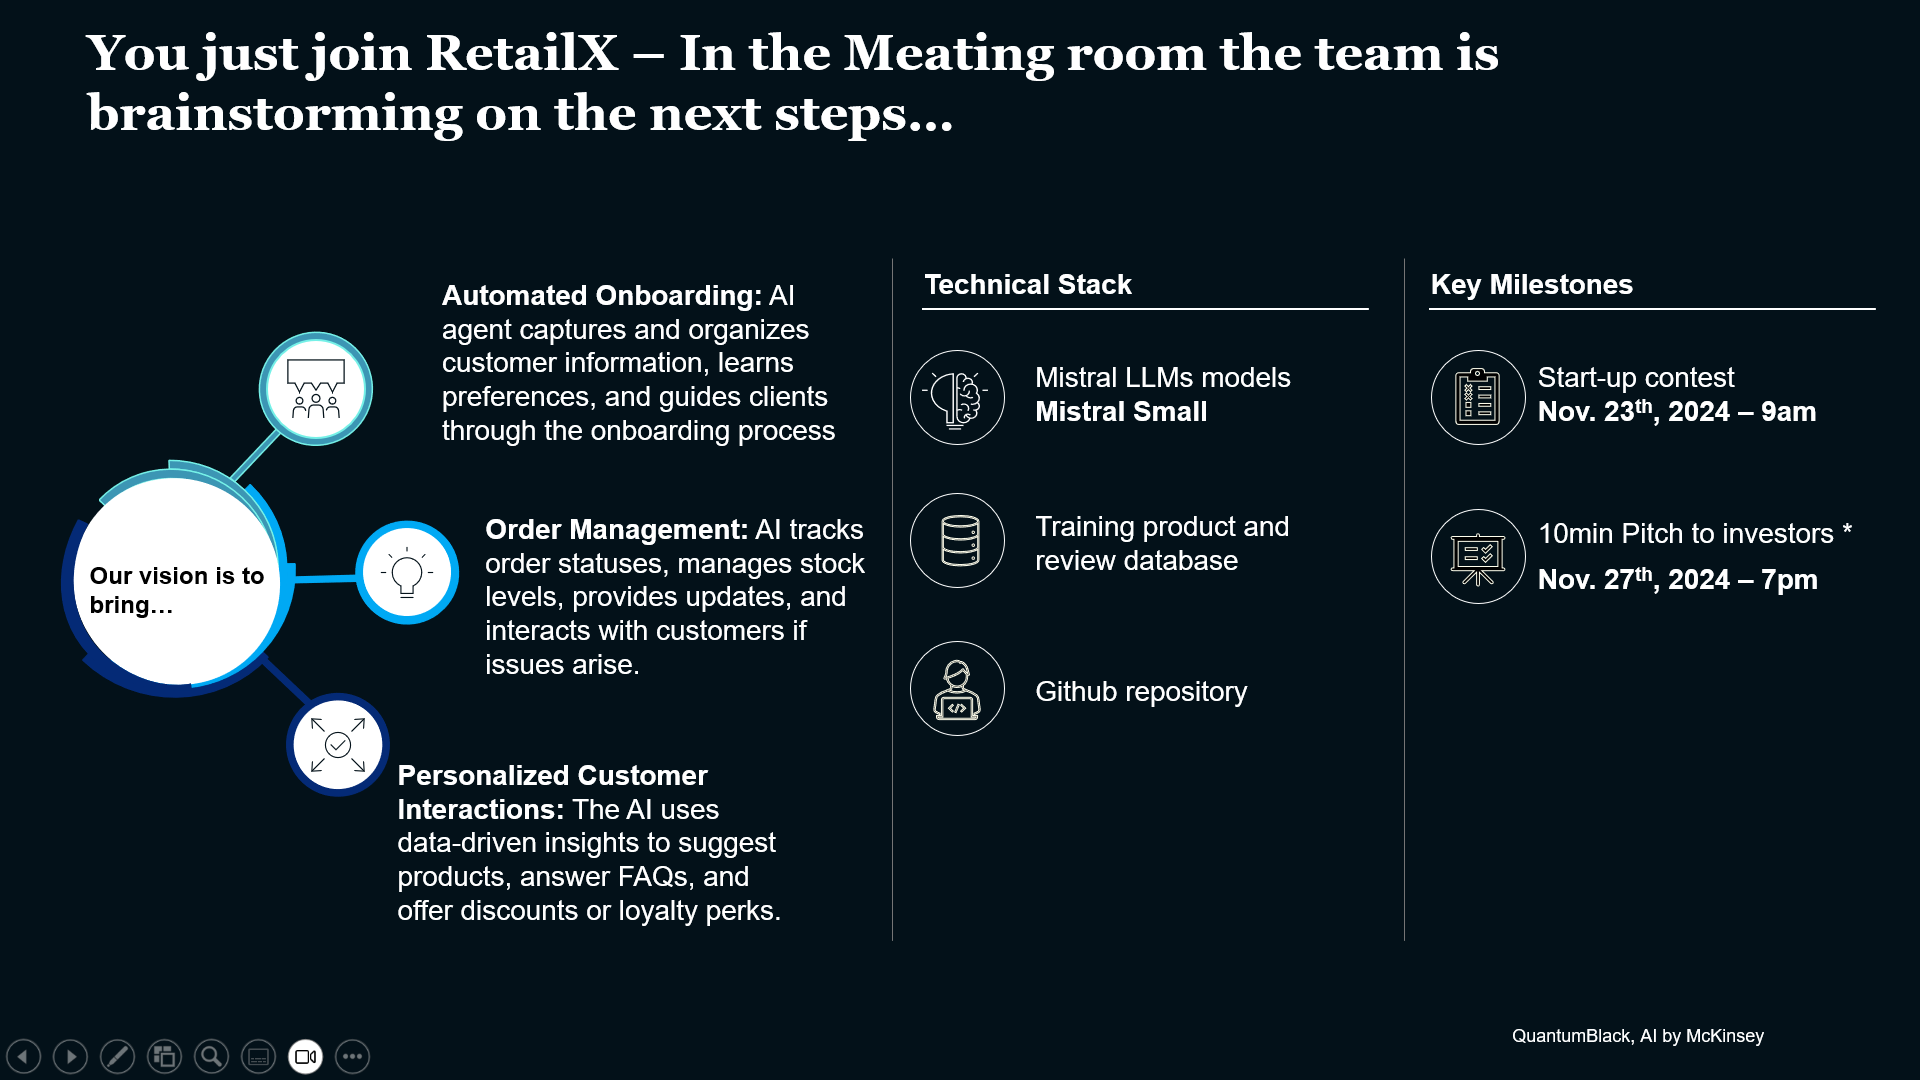 You just join RetailX – In the Meating room the team is
brainstorming on the next steps…
Our vision is to
bring…
Automated Onboarding: AI
agent captures and organizes
customer information, learns
preferences, and guides clients
through the onboarding process
Order Management: AI tracks
order statuses, manages stock
levels, provides updates, and
interacts with customers if
issues arise.
Personalized Customer
Interactions: The AI uses
data-driven insights to suggest
products, answer FAQs, and
offer discounts or loyalty perks.
Technical Stack
Mistral LLMs models
Mistral Small
Training product and
review database
</>
Github repository
Key Milestones
Start-up contest
Nov. 23th, 2024 – 9am
10min Pitch to investors *
Nov. 27th, 2024 – 7pm
QuantumBlack, AI by McKinsey